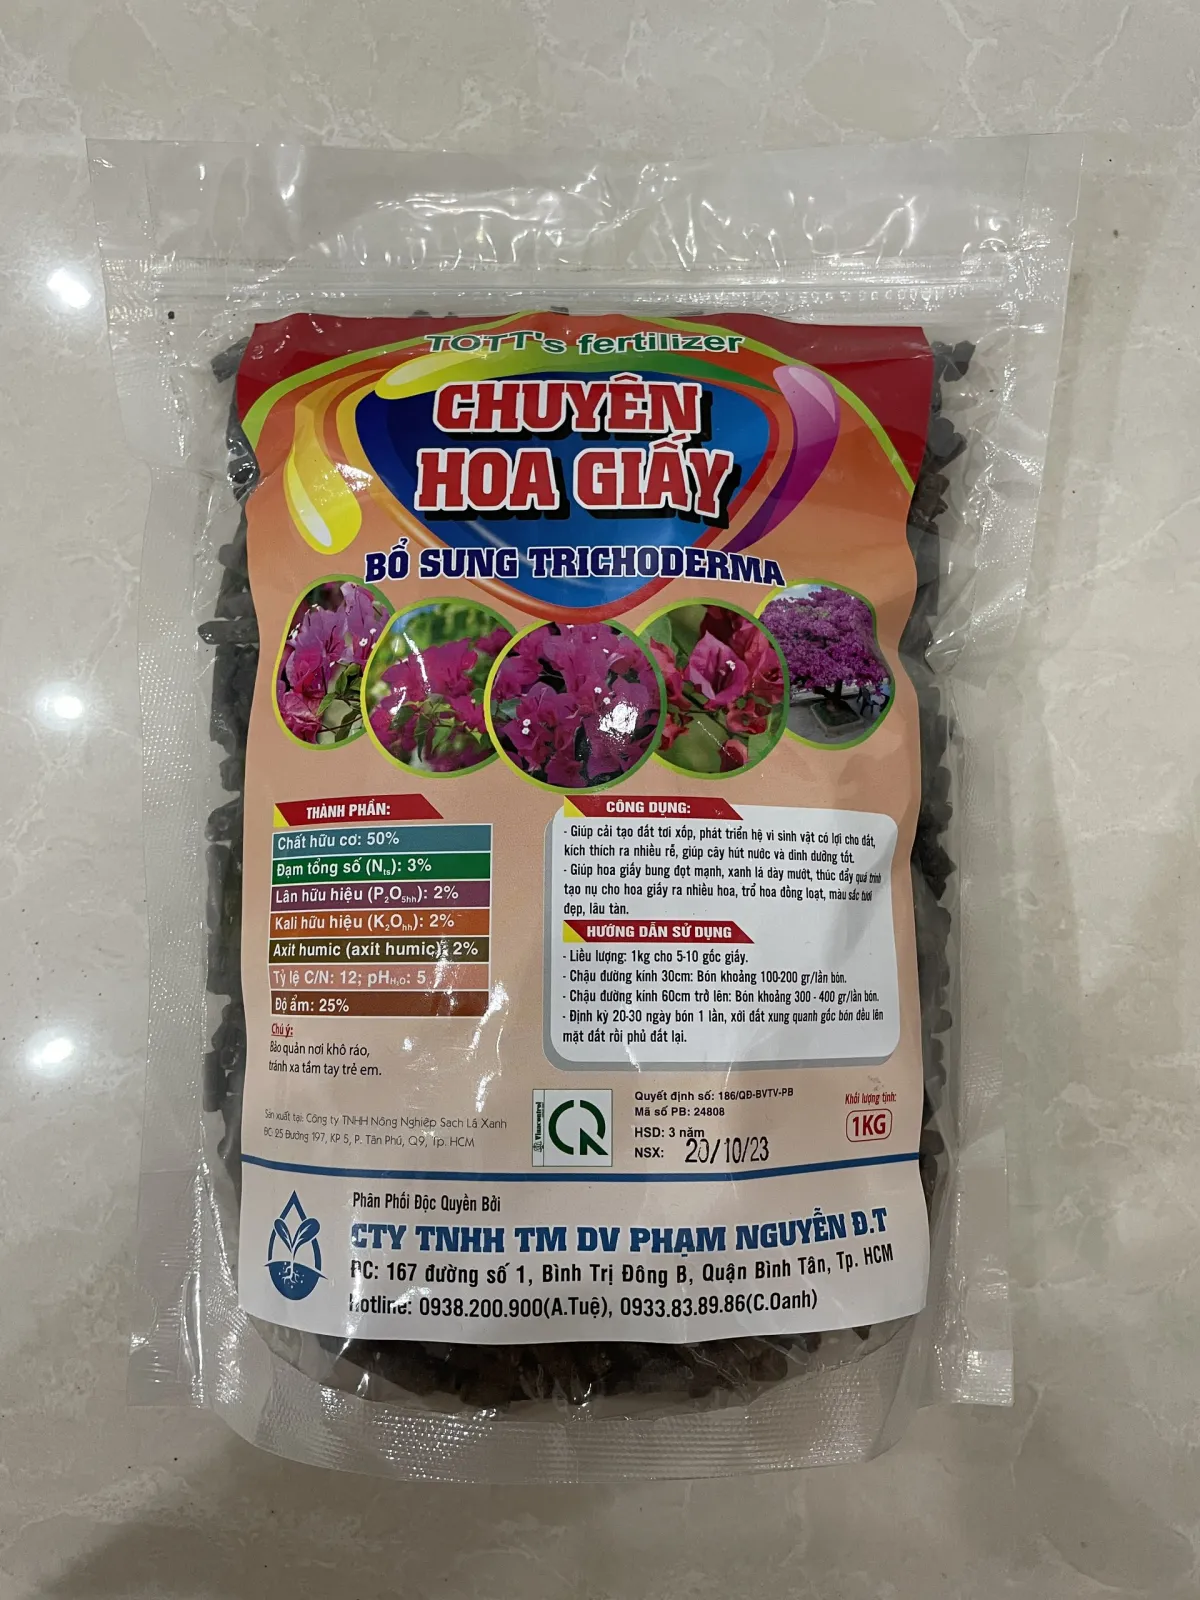 TOTT's fertilizer
CHUYÊN
HOA GIẤY
BỔ SUNG TRICHODERMA
THÀNH PHẦN:
Chất hữu cơ: 50%
Đạm tổng số (Nts): 3%
Lân hữu hiệu (P2O5hh): 2%
Kali hữu hiệu (K2Ohh): 2%
Axit humic (axit humic): 2%
Tỷ lệ C/N: 12; pHH2O: 5
Độ ẩm: 25%
Chú ý:
Bảo quản nơi khô ráo,
tránh xa tầm tay trẻ em.
CÔNG DỤNG:
- Giúp cải tạo đất tơi xốp, phát triển hệ vi sinh vật có lợi cho đất,
kích thích ra nhiều rễ, giúp cây hút nước và dinh dưỡng tốt.
- Giúp hoa giấy bung đọt mạnh, xanh lá dày mướt, thúc đẩy quá trình
tạo nụ cho hoa giấy ra nhiều hoa, trổ hoa đồng loạt, màu sắc tươi
đẹp, lâu tàn.
HƯỚNG DẪN SỬ DỤNG
- Liều lượng: 1kg cho 5-10 gốc giấy.
- Chậu đường kính 30cm: Bón khoảng 100-200 gr/lần bón.
- Chậu đường kính 60cm trở lên: Bón khoảng 300 - 400 gr/lần bón.
- Định kỳ 20-30 ngày bón 1 lần, xới đất xung quanh gốc bón đều lên
mặt đất rồi phủ đất lại.
Sản xuất tại: Công ty TNHH Nông Nghiệp Sạch Lá Xanh
ĐC: 25 Đường 197, KP 5, P. Tân Phú, Q9, Tp. HCM
Vinacontrol
Quyết định số: 186/QĐ-BVTV-PB
Mã số PB: 24808
HSD: 3 năm
NSX: 20/10/23
Khối lượng tịnh:
1KG
Phân Phối Độc Quyền Bởi
CTY TNHH TM DV PHẠM NGUYỄN Đ.T
ĐC: 167 đường số 1, Bình Trị Đông B, Quận Bình Tân, Tp. HCM
Hotline: 0938.200.900(A.Tuệ), 0933.83.89.86(C.Oanh)